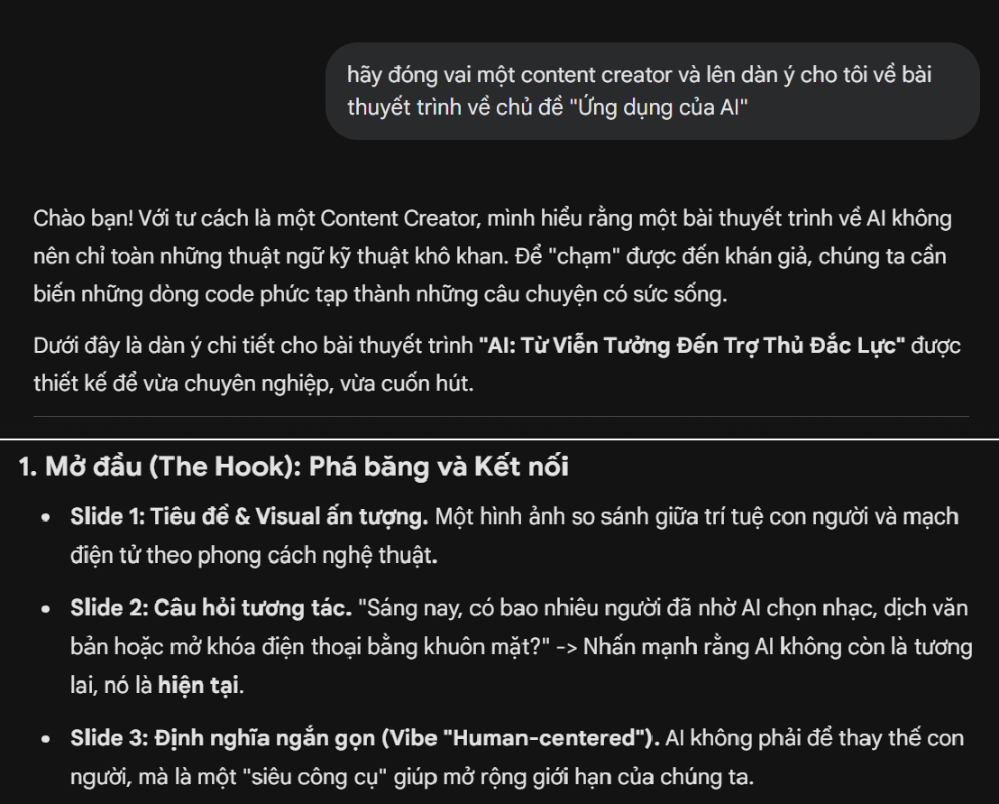 hãy đóng vai một content creator và lên dàn ý cho tôi về bài
thuyết trình về chủ đề "Ứng dụng của AI"
Chào bạn! Với tư cách là một Content Creator, mình hiểu rằng một bài thuyết trình về AI không
nên chỉ toàn những thuật ngữ kỹ thuật khô khan. Để "chạm" được đến khán giả, chúng ta cần
biến những dòng code phức tạp thành những câu chuyện có sức sống.
Dưới đây là dàn ý chi tiết cho bài thuyết trình "AI: Từ Viễn Tưởng Đến Trợ Thủ Đắc Lực" được
thiết kế để vừa chuyên nghiệp, vừa cuốn hút.
1. Mở đầu (The Hook): Phá băng và Kết nối
• Slide 1: Tiêu đề & Visual ấn tượng. Một hình ảnh so sánh giữa trí tuệ con người và mạch
điện tử theo phong cách nghệ thuật.
• Slide 2: Câu hỏi tương tác. "Sáng nay, có bao nhiêu người đã nhờ AI chọn nhạc, dịch văn
bản hoặc mở khóa điện thoại bằng khuôn mặt?" -> Nhấn mạnh rằng AI không còn là tương
lai, nó là hiện tại.
• Slide 3: Định nghĩa ngắn gọn (Vibe "Human-centered"). AI không phải để thay thế con
người, mà là một "siêu công cụ" giúp mở rộng giới hạn của chúng ta.